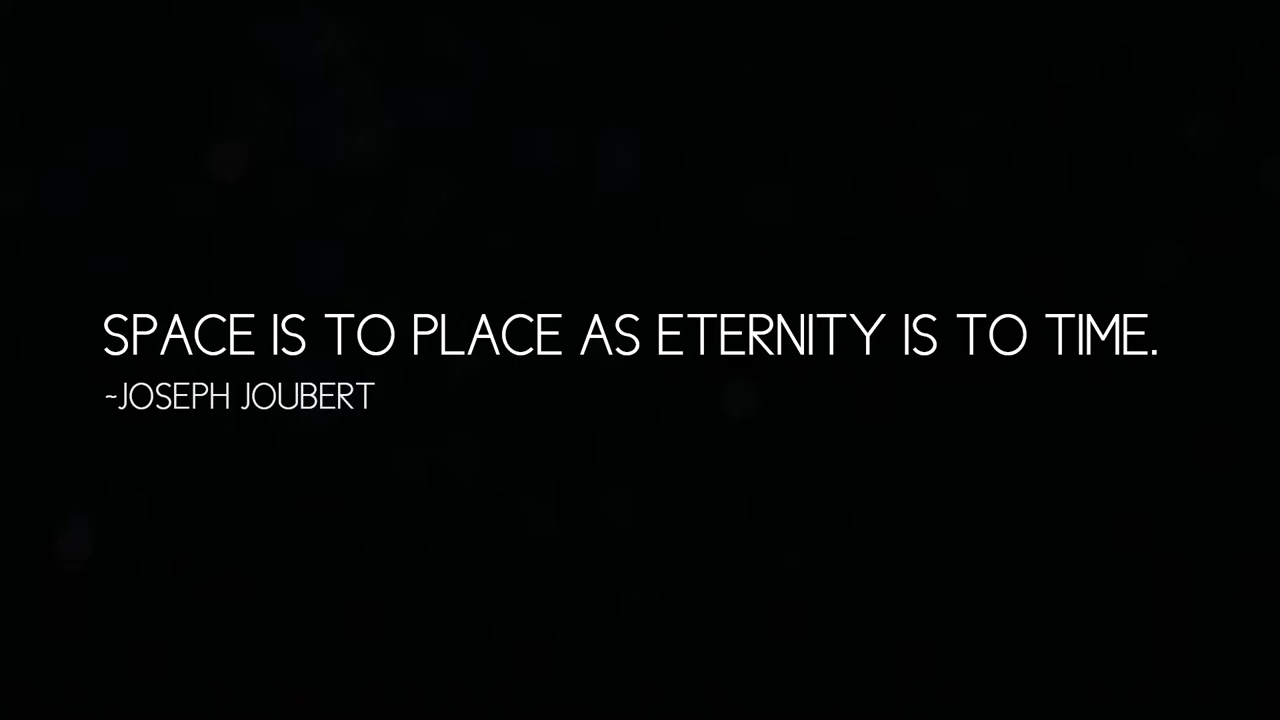 SPACE IS TO PLACE AS ETERNITY IS TO TIME.
~JOSEPH JOUBERT